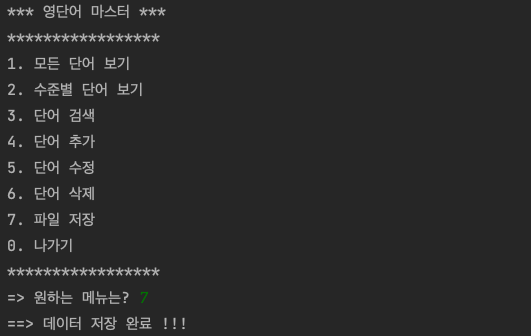 *** 영단어 마스터 ***
*****************
1. 모든 단어 보기
2. 수준별 단어 보기
3. 단어 검색
4. 단어 추가
5. 단어 수정
6. 단어 삭제
7. 파일 저장
0. 나가기
*****************
=> 원하는 메뉴는? 7
==> 데이터 저장 완료 !!!